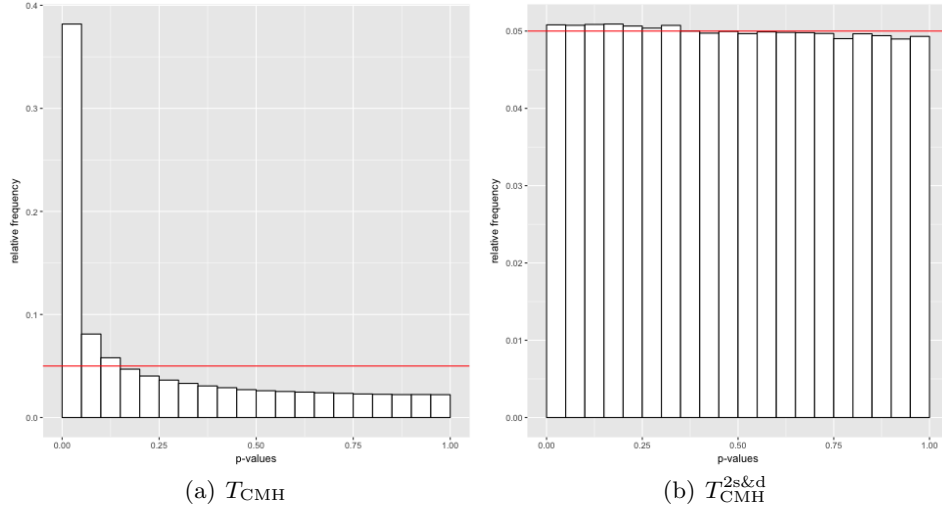 0.4
0.3
0.2
0.1
0.0
relative frequency
0.00 0.25 0.50 0.75 1.00
p-values
(a) T_CMH
0.05
0.04
0.03
0.02
0.01
0.00
relative frequency
0.00 0.25 0.50 0.75 1.00
p-values
(b) T_CMH^2s&d